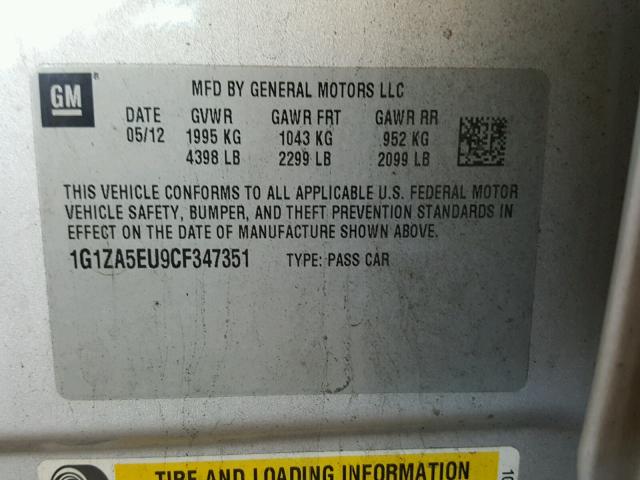 GM
MFD BY GENERAL MOTORS LLC
DATE GVWR GAWR FRT GAWR RR
05/12 1995 KG 1043 KG 952 KG
4398 LB 2299 LB 2099 LB
THIS VEHICLE CONFORMS TO ALL APPLICABLE U.S. FEDERAL MOTOR
VEHICLE SAFETY, BUMPER, AND THEFT PREVENTION STANDARDS IN
EFFECT ON THE DATE OF MANUFACTURE SHOWN ABOVE.
1G1ZA5EU9CF347351 TYPE: PASS CAR
TIRE AND LOADING INFORMATION